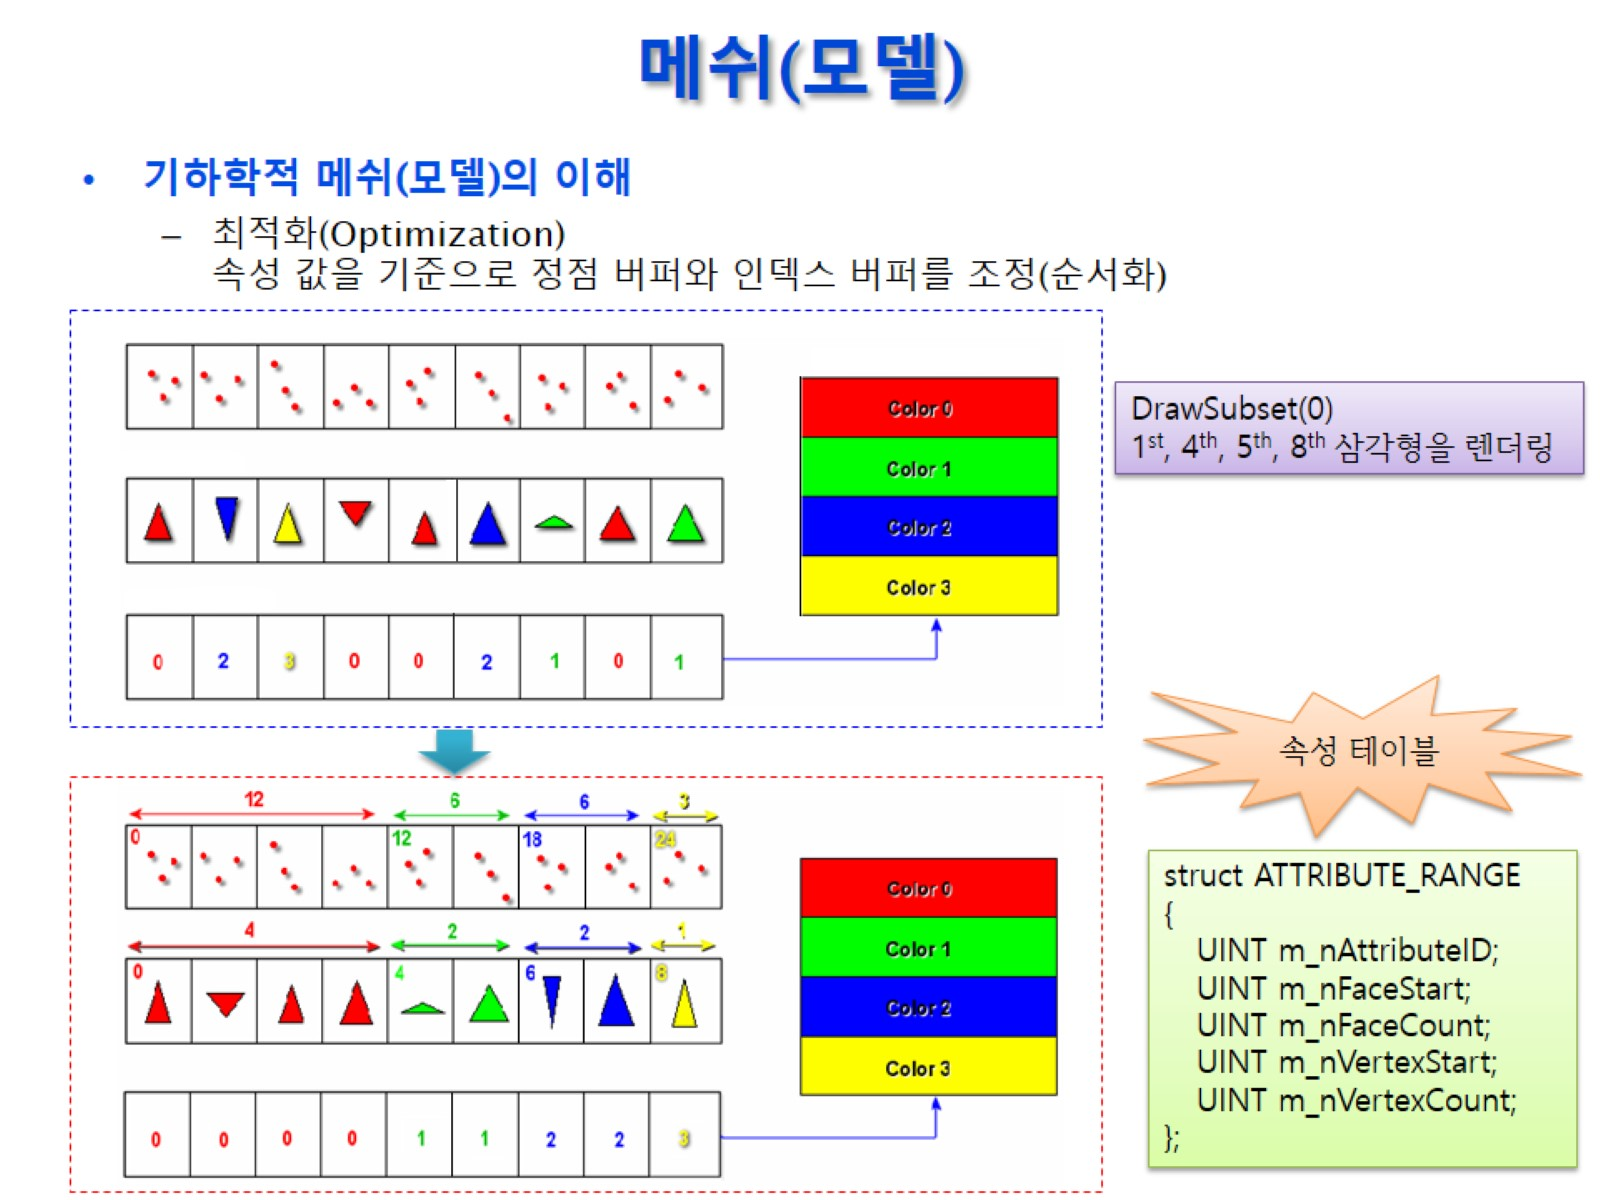 메쉬(모델)
• 기하학적 메쉬(모델)의 이해
– 최적화(Optimization)
속성 값을 기준으로 정점 버퍼와 인덱스 버퍼를 조정(순서화)
Color 0
Color 1
Color 2
Color 3
0 2 3 0 0 2 1 0 1
DrawSubset(0)
1st, 4th, 5th, 8th 삼각형을 렌더링
속성 테이블
12 6 6 3
0 12 18 24
4 2 2 1
0 4 6 8
0 0 0 0 1 1 2 2 3
Color 0
Color 1
Color 2
Color 3
struct ATTRIBUTE_RANGE
{
UINT m_nAttributeID;
UINT m_nFaceStart;
UINT m_nFaceCount;
UINT m_nVertexStart;
UINT m_nVertexCount;
};